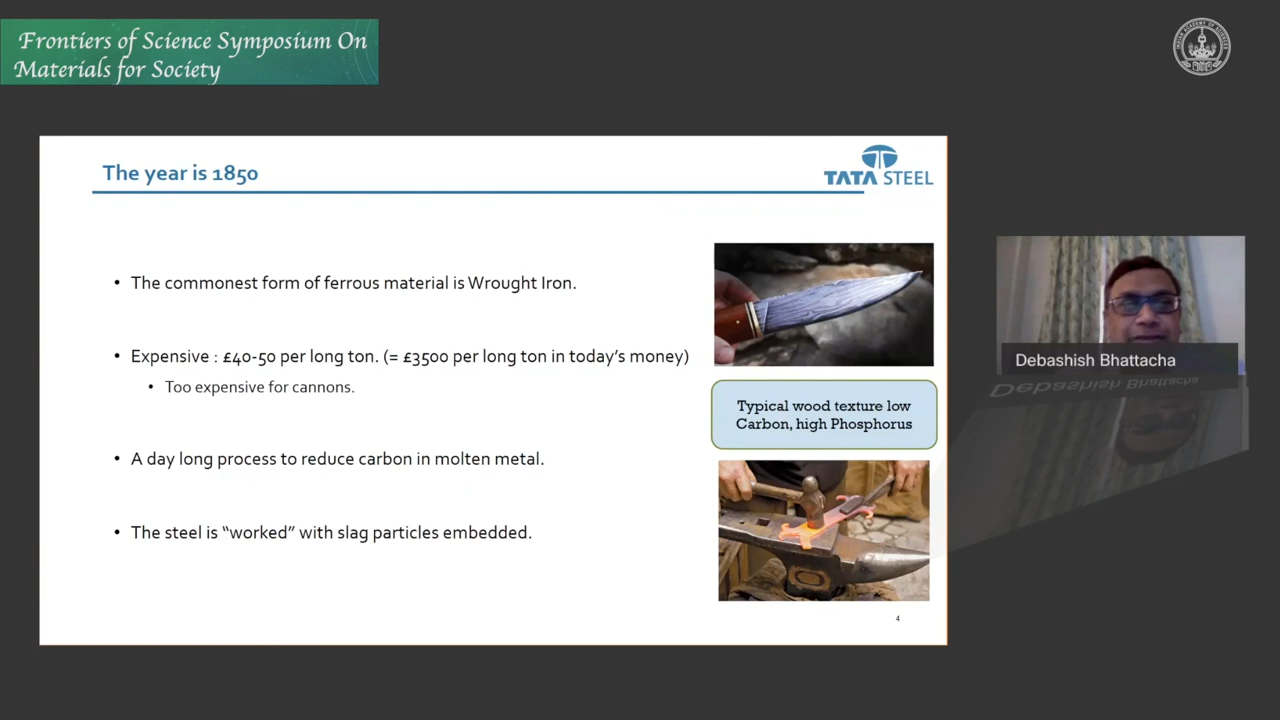 Frontiers of Science Symposium On
Materials for Society
The year is 1850
TATA STEEL
• The commonest form of ferrous material is Wrought Iron.
• Expensive : £40-50 per long ton. (= £3500 per long ton in today’s money)
• Too expensive for cannons.
Typical wood texture low
Carbon, high Phosphorus
• A day long process to reduce carbon in molten metal.
• The steel is “worked” with slag particles embedded.
4
Debashish Bhattacha
Debashish Bhattacha